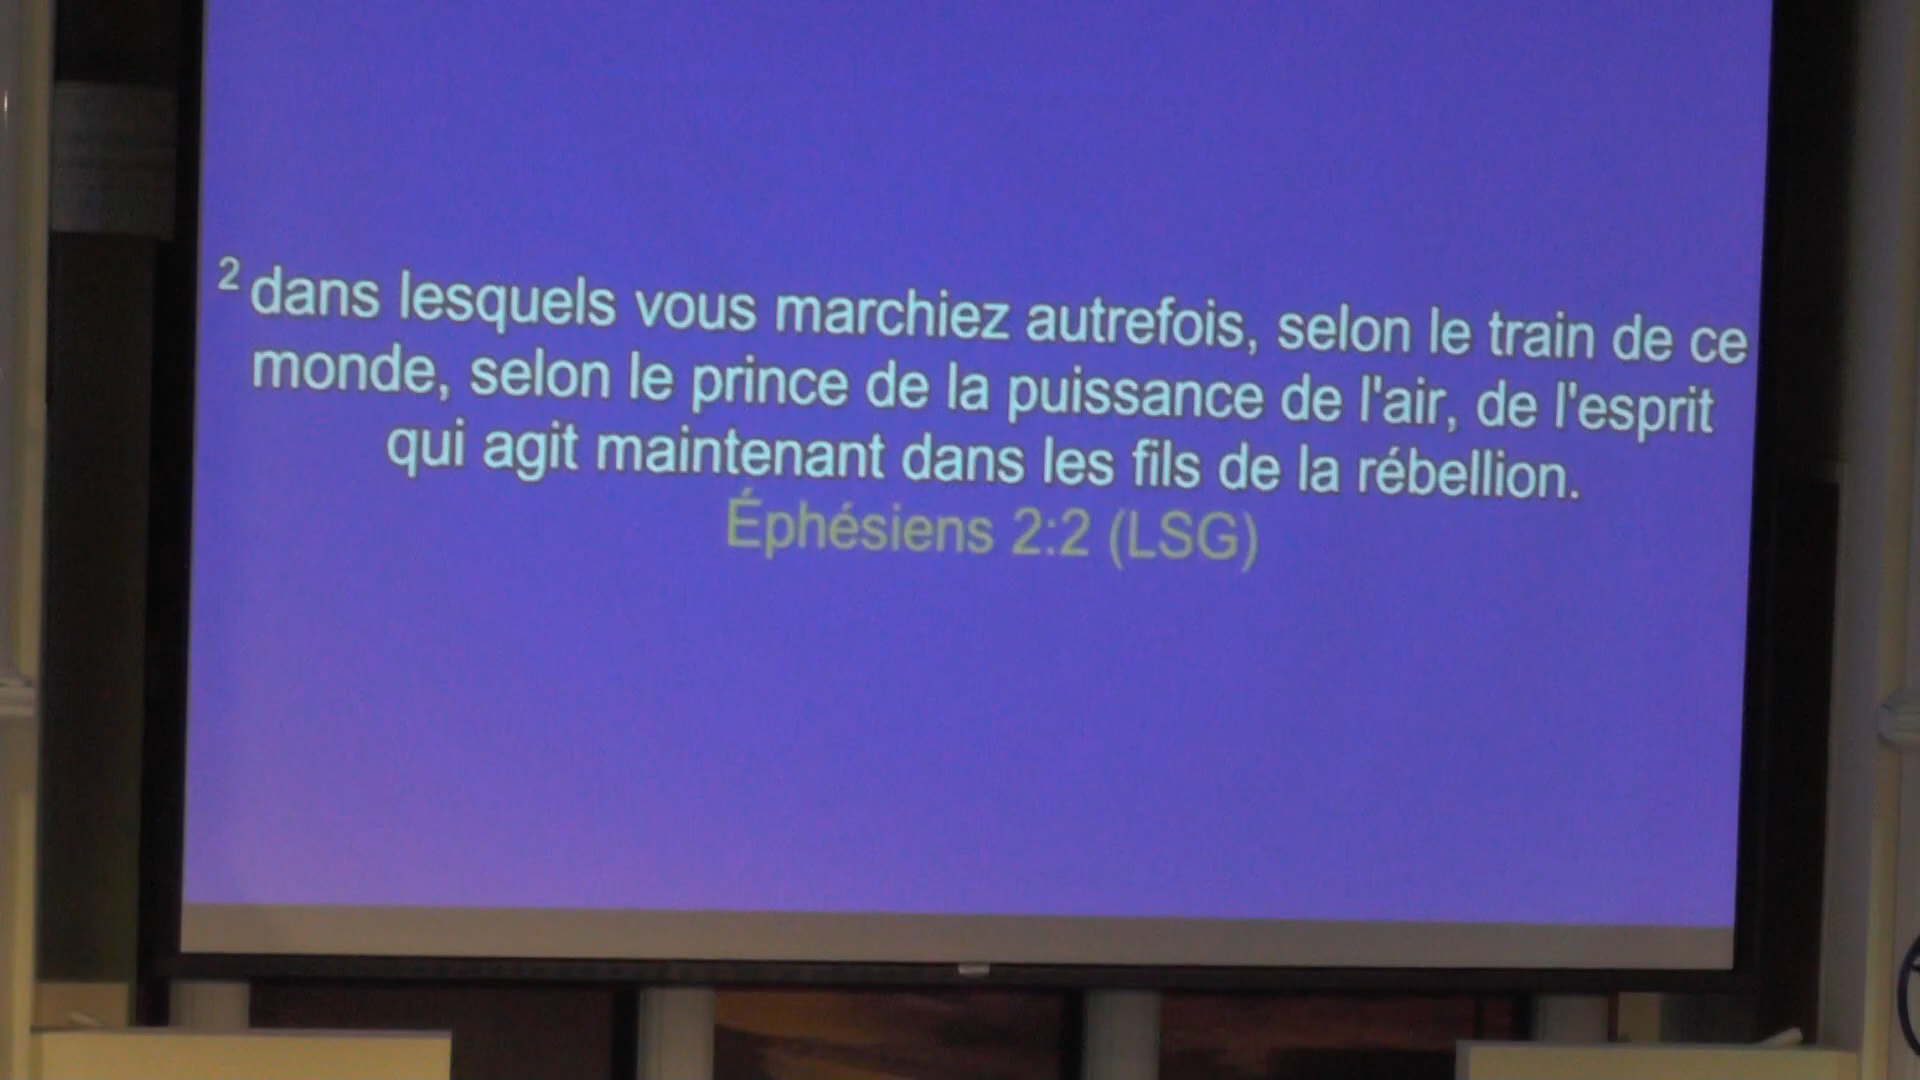 2 dans lesquels vous marchiez autrefois, selon le train de ce
monde, selon le prince de la puissance de l'air, de l'esprit
qui agit maintenant dans les fils de la rébellion.
Éphésiens 2:2 (LSG)